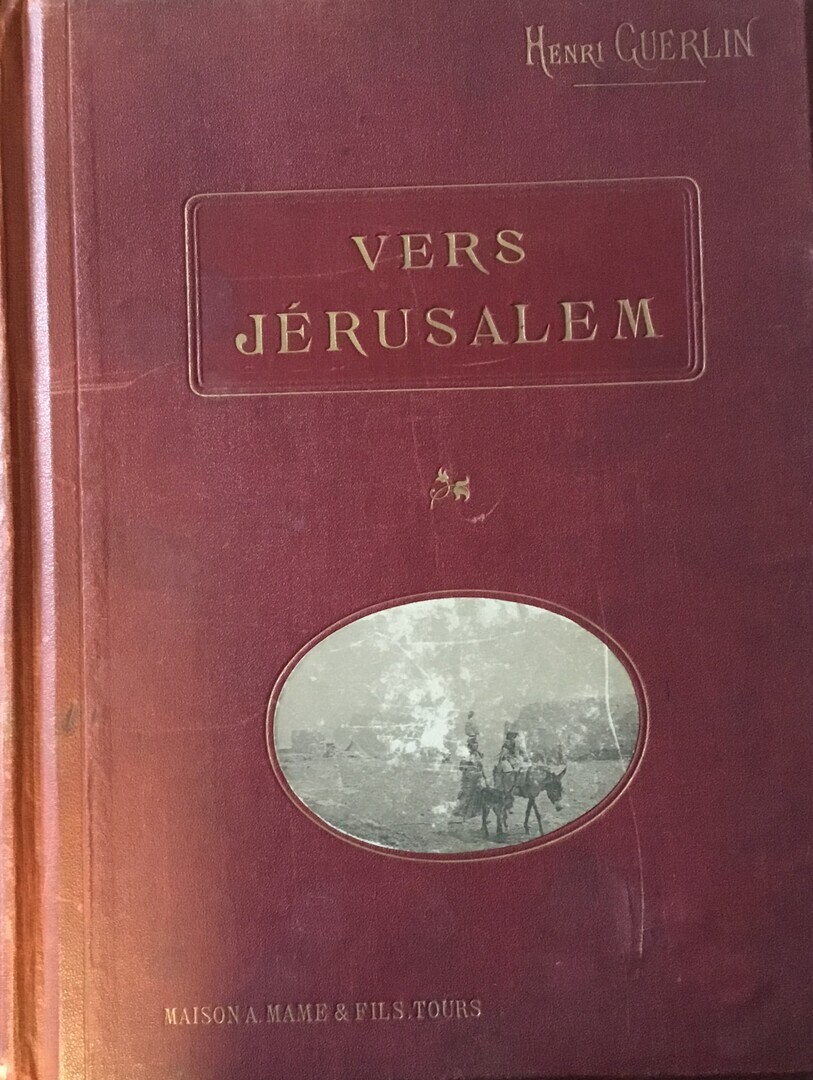 HENRI GUERLIN
VERS
JÉRUSALEM
MAISON A. MAME & FILS. TOURS